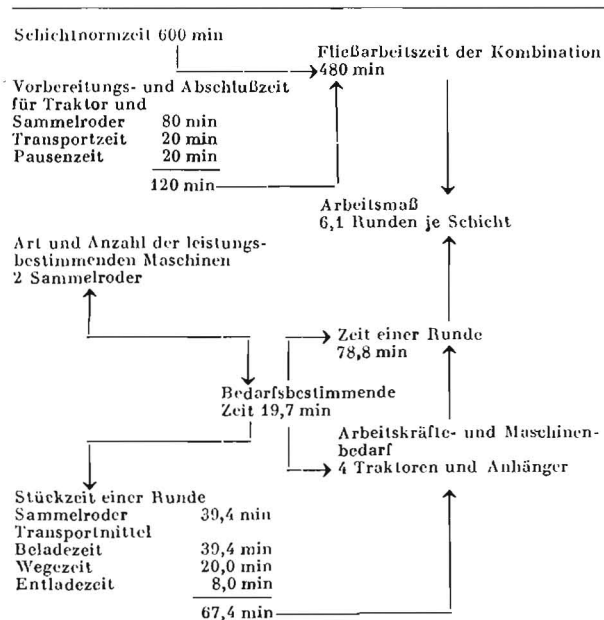 Schichtnormzeit 600 min
Fließarbeitszeit der Kombination
480 min
Vorbereitungs- und Abschlußzeit
für Traktor und
Sammelroder 80 min
Transportzeit 20 min
Pausenzeit 20 min
120 min
Arbeitsmaß
6,1 Runden je Schicht
Art und Anzahl der leistungs-
bestimmenden Maschinen
2 Sammelroder
Zeit einer Runde
78,8 min
Bedarfsbestimmende
Zeit 19,7 min
Arbeitskräfte- und Maschinen-
bedarf
4 Traktoren und Anhänger
Stückzeit einer Runde
Sammelroder 39,4 min
Transportmittel
Beladezeit 39,4 min
Wegezeit 20,0 min
Entladezeit 8,0 min
67,4 min